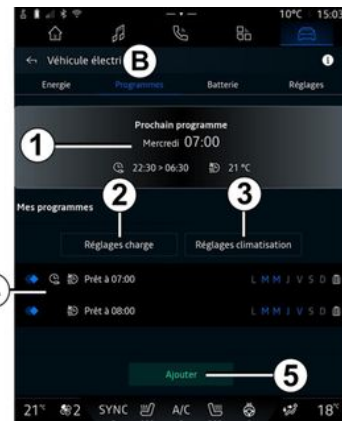 10°C 15:03
Véhicule électri B
Energie Programmes Batterie Réglages
Prochain programme
1 Mercredi 07:00
22:30 > 06:30 21 °C
Mes programmes 2 3
Réglages charge Réglages climatisation
Prêt à 07:00 L M M J V S D
Prêt à 08:00 L M M J V S D
Ajouter 5
21° 2 SYNC A/C 18°